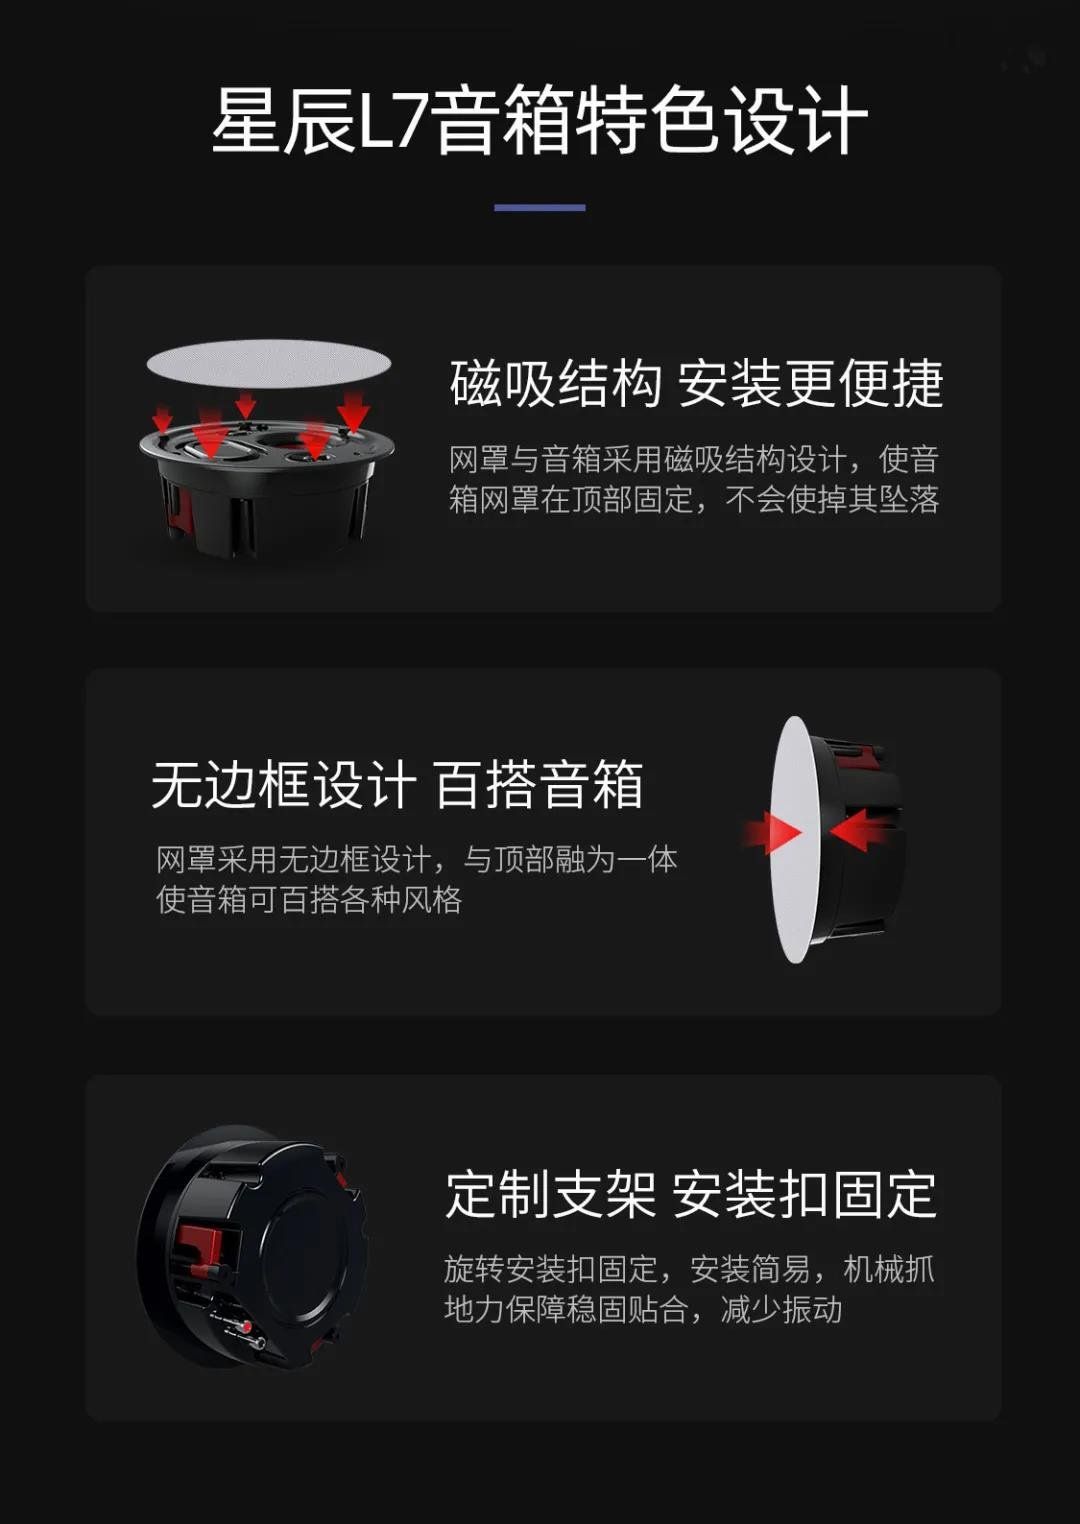 星辰L7音箱特色设计
磁吸结构 安装更便捷
网罩与音箱采用磁吸结构设计，使音
箱网罩在顶部固定，不会使掉其坠落
无边框设计 百搭音箱
网罩采用无边框设计，与顶部融为一体
使音箱可百搭各种风格
定制支架 安装扣固定
旋转安装扣固定，安装简易，机械抓
地力保障稳固贴合，减少振动